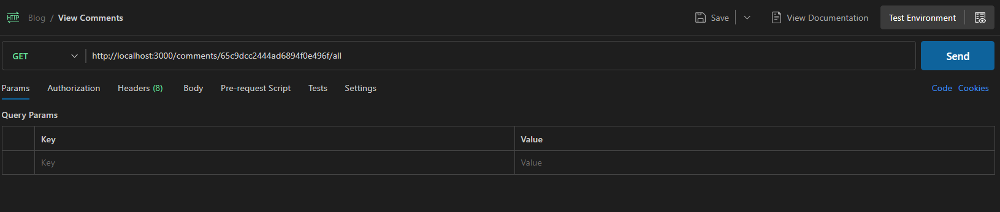 HTTP Blog / View Comments Save View Documentation Test Environment
GET http://localhost:3000/comments/65c9dcc2444ad6894f0e496f/all Send
Params Authorization Headers (8) Body Pre-request Script Tests Settings Code Cookies
Query Params
Key Value
Key Value